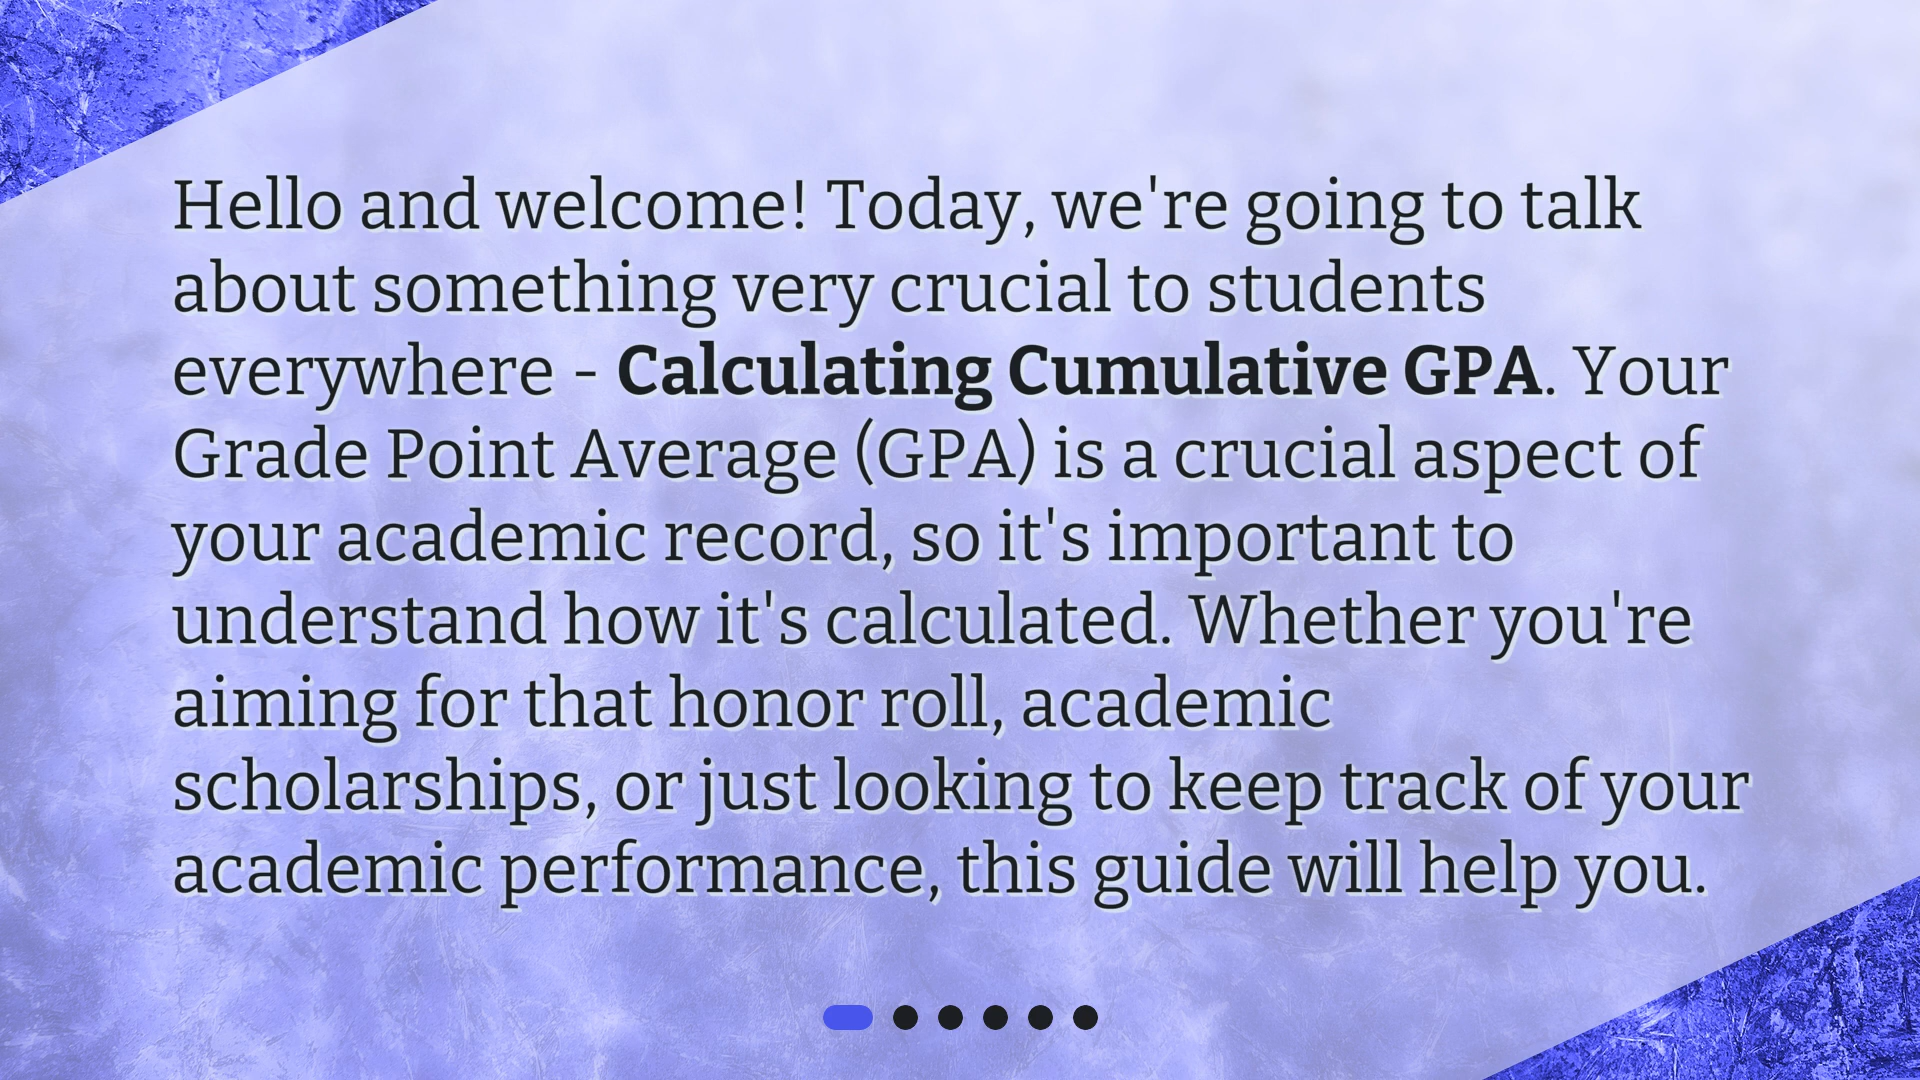 Hello and welcome! Today, we're going to talk
about something very crucial to students
everywhere - Calculating Cumulative GPA. Your
Grade Point Average (GPA) is a crucial aspect of
your academic record, so it's important to
understand how it's calculated. Whether you're
aiming for that honor roll, academic
scholarships, or just looking to keep track of your
academic performance, this guide will help you.